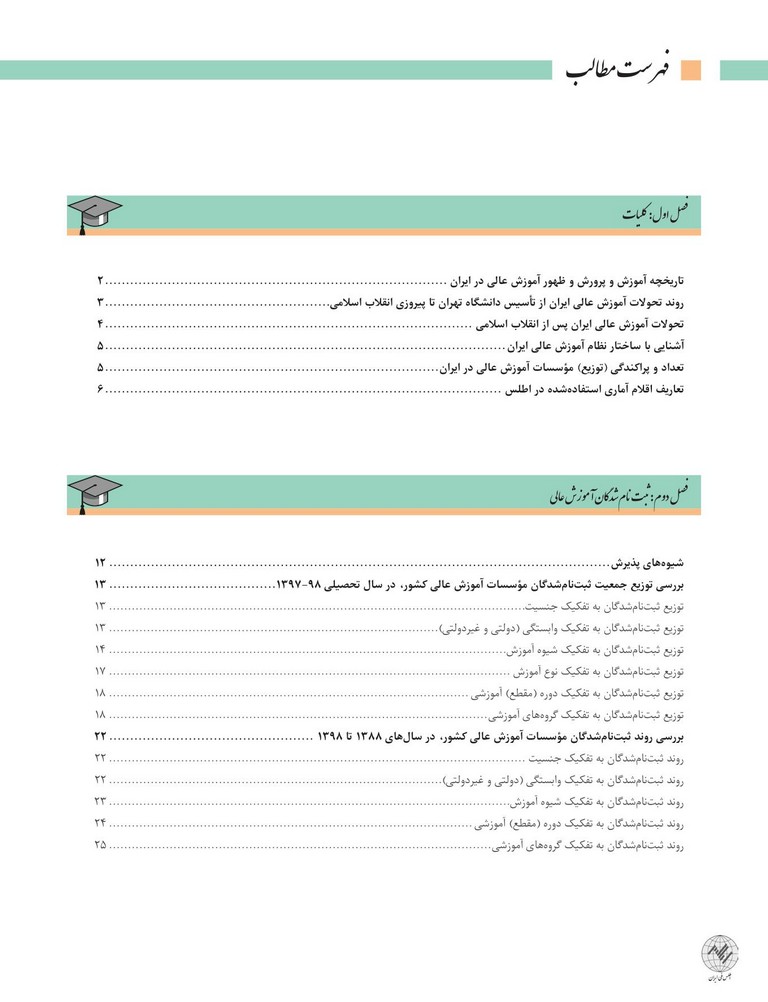 فهرست مطالب
فصل اول: کلیات
تاریخچه آموزش و پرورش و ظهور آموزش عالی در ایران ........ ۲
روند تحولات آموزش عالی ایران از تأسیس دانشگاه تهران تا پیروزی انقلاب اسلامی ........ ۳
تحولات آموزش عالی ایران پس از انقلاب اسلامی ........ ۴
آشنایی با ساختار نظام آموزش عالی ایران ........ ۵
تعداد و پراکندگی (توزیع) مؤسسات آموزش عالی در ایران ........ ۵
تعاریف اقلام آماری استفاده‌شده در اطلس ........ ۶
فصل دوم: ثبت نام شدگان آموزش عالی
شیوه‌های پذیرش ........ ۱۲
بررسی توزیع جمعیت ثبت‌نام‌شدگان مؤسسات آموزش عالی کشور، در سال تحصیلی ۹۸-۱۳۹۷ ........ ۱۳
توزیع ثبت‌نام‌شدگان به تفکیک جنسیت ........ ۱۳
توزیع ثبت‌نام‌شدگان به تفکیک وابستگی (دولتی و غیردولتی) ........ ۱۳
توزیع ثبت‌نام‌شدگان به تفکیک شیوه آموزش ........ ۱۴
توزیع ثبت‌نام‌شدگان به تفکیک نوع آموزش ........ ۱۷
توزیع ثبت‌نام‌شدگان به تفکیک دوره (مقطع) آموزشی ........ ۱۸
توزیع ثبت‌نام‌شدگان به تفکیک گروه‌های آموزشی ........ ۱۸
بررسی روند ثبت‌نام‌شدگان مؤسسات آموزش عالی کشور، در سال‌های ۱۳۸۸ تا ۱۳۹۸ ........ ۲۲
روند ثبت‌نام‌شدگان به تفکیک جنسیت ........ ۲۲
روند ثبت‌نام‌شدگان به تفکیک وابستگی (دولتی و غیردولتی) ........ ۲۲
روند ثبت‌نام‌شدگان به تفکیک شیوه آموزش ........ ۲۳
روند ثبت‌نام‌شدگان به تفکیک دوره (مقطع) آموزشی ........ ۲۴
روند ثبت‌نام‌شدگان به تفکیک گروه‌های آموزشی ........ ۲۵
اطلس ملی ایران